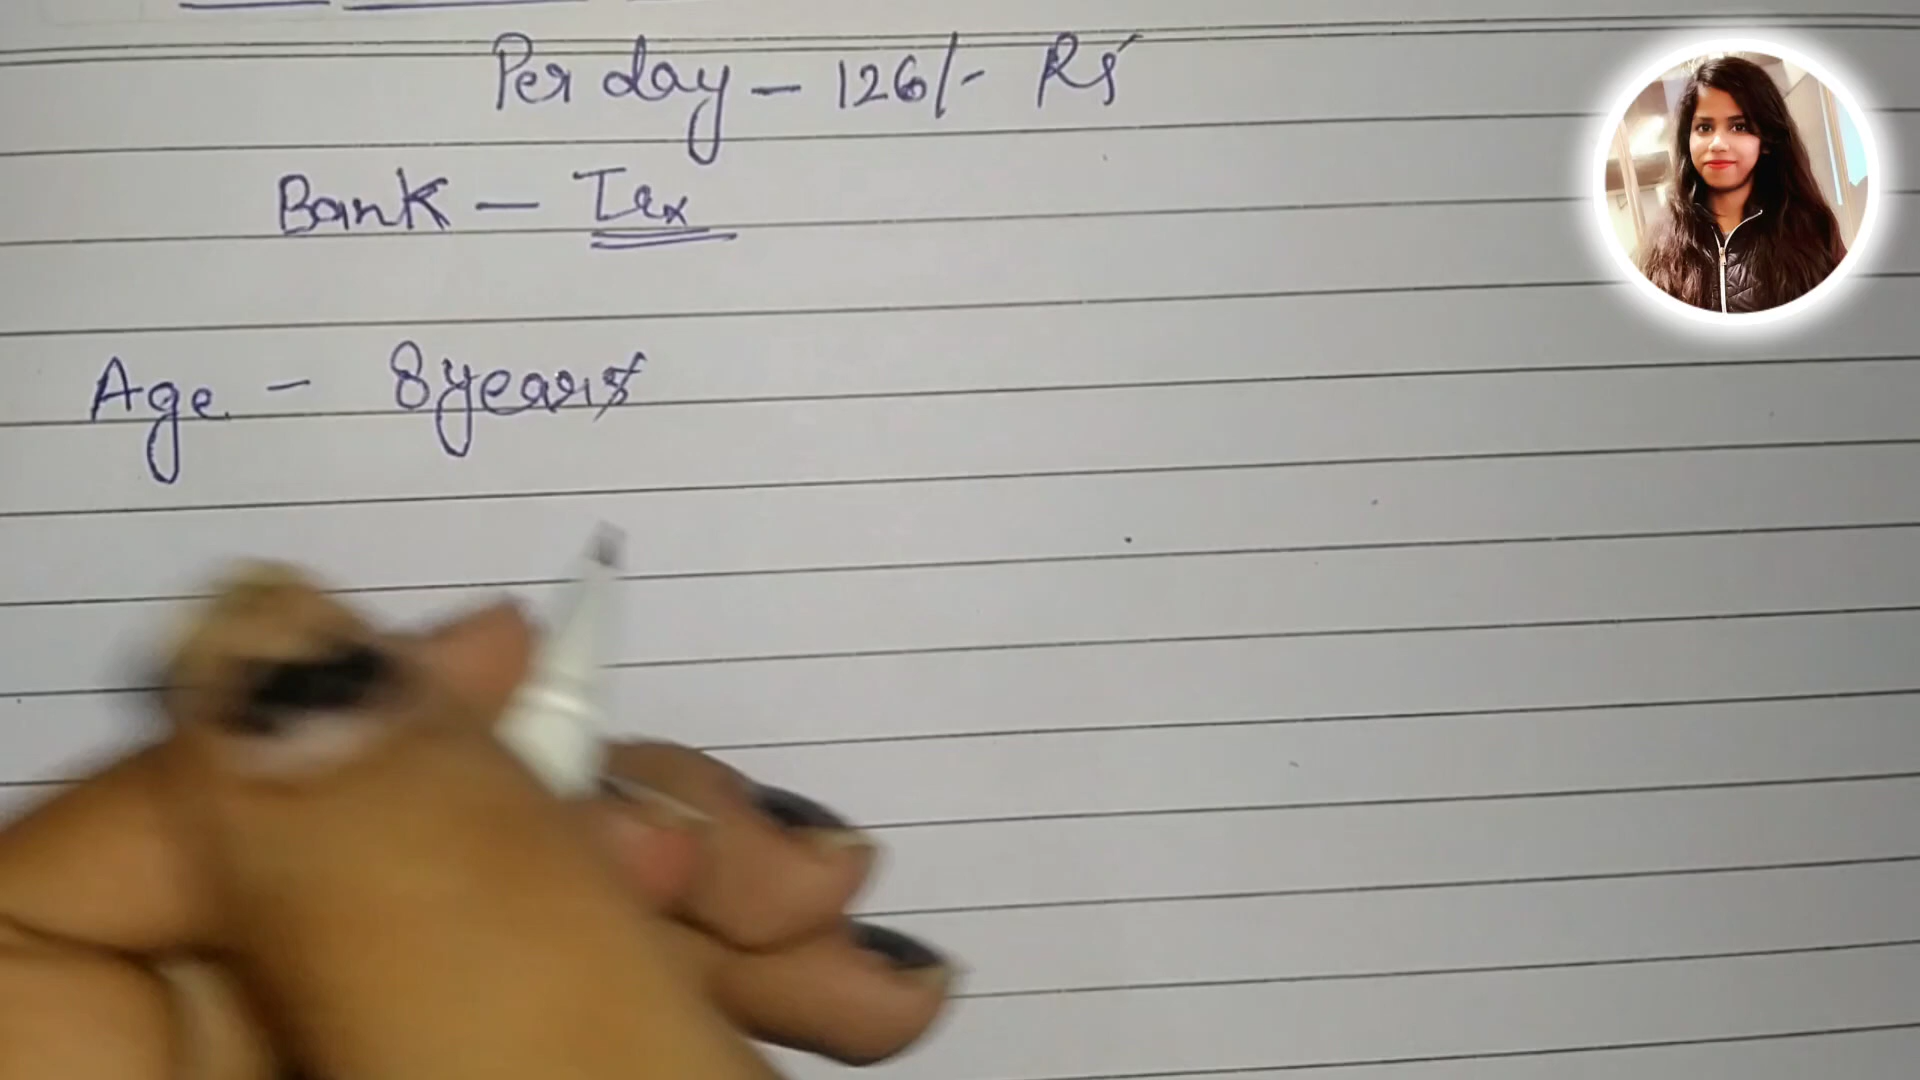 Per day - 126/- Rs
Bank - Tax
Age - 8 years